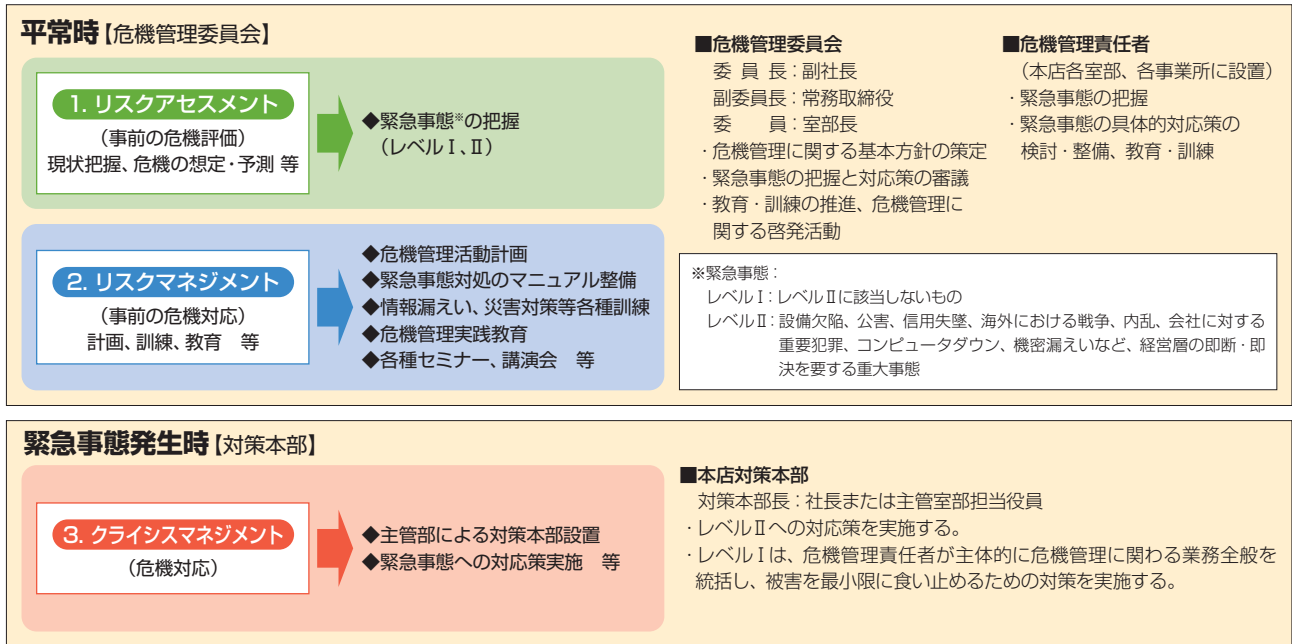 平常時【危機管理委員会】
1. リスクアセスメント
(事前の危機評価)
現状把握、危機の想定・予測 等
◆緊急事態※の把握
(レベルⅠ、Ⅱ)
2. リスクマネジメント
(事前の危機対応)
計画、訓練、教育 等
◆危機管理活動計画
◆緊急事態対処のマニュアル整備
◆情報漏えい、災害対策等各種訓練
◆危機管理実践教育
◆各種セミナー、講演会 等
■危機管理委員会
委員長:副社長
副委員長:常務取締役
委 員:室部長
・危機管理に関する基本方針の策定
・緊急事態の把握と対応策の審議
・教育・訓練の推進、危機管理に
関する啓発活動
■危機管理責任者
(本店各室部、各事業所に設置)
・緊急事態の把握
・緊急事態の具体的対応策の
検討・整備、教育・訓練
※緊急事態:
レベルⅠ:レベルⅡに該当しないもの
レベルⅡ:設備欠陥、公害、信用失墜、海外における戦争、内乱、会社に対する
重要犯罪、コンピュータダウン、機密漏えいなど、経営層の即断・即
決を要する重大事態
緊急事態発生時【対策本部】
3. クライシスマネジメント
(危機対応)
◆主管部による対策本部設置
◆緊急事態への対応策実施 等
■本店対策本部
対策本部長:社長または主管室部担当役員
・レベルⅡへの対応策を実施する。
・レベルⅠは、危機管理責任者が主体的に危機管理に関わる業務全般を
統括し、被害を最小限に食い止めるための対策を実施する。